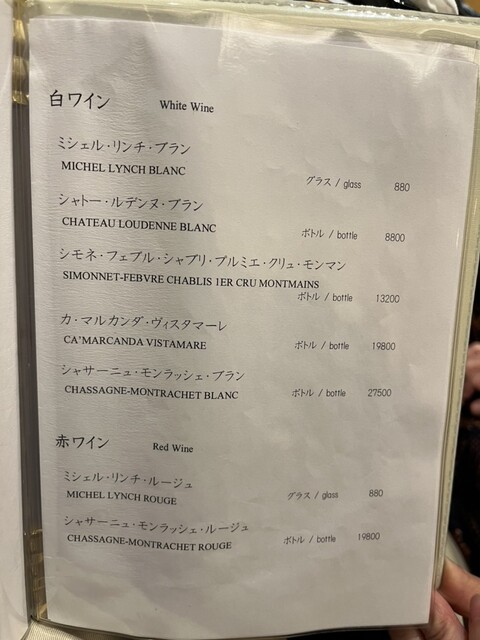 白ワイン White Wine
ミシェル・リンチ・ブラン
MICHEL LYNCH BLANC
グラス / glass 880
シャトー・ルデンヌ・ブラン
CHATEAU LOUDENNE BLANC
ボトル / bottle 8800
シモネ・フェブル・シャブリ・プルミエ・クリュ・モンマン
SIMONNET-FEBVRE CHABLIS 1ER CRU MONTMAINS
ボトル / bottle 13200
カ・マルカンダ・ヴィスタマーレ
CA'MARCANDA VISTAMARE
ボトル / bottle 19800
シャサーニュ・モンラッシェ・ブラン
CHASSAGNE-MONTRACHET BLANC
ボトル / bottle 27500
赤ワイン Red Wine
ミシェル・リンチ・ルージュ
MICHEL LYNCH ROUGE
グラス / glass 880
シャサーニュ・モンラッシェ・ルージュ
CHASSAGNE-MONTRACHET ROUGE
ボトル / bottle 19800